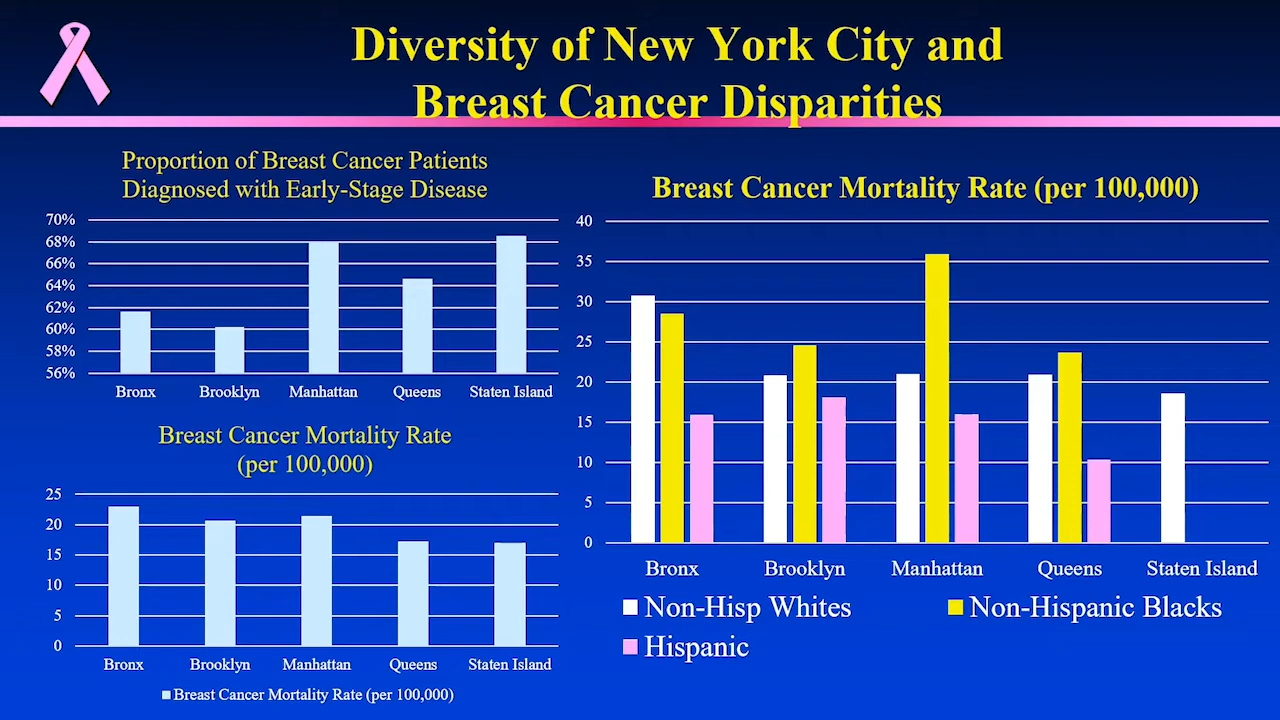 Diversity of New York City and
Breast Cancer Disparities
Proportion of Breast Cancer Patients
Diagnosed with Early-Stage Disease
70%
68%
66%
64%
62%
60%
58%
56%
Bronx Brooklyn Manhattan Queens Staten Island
Breast Cancer Mortality Rate
(per 100,000)
25
20
15
10
5
0
Bronx Brooklyn Manhattan Queens Staten Island
Breast Cancer Mortality Rate (per 100,000)
Breast Cancer Mortality Rate (per 100,000)
40
35
30
25
20
15
10
5
0
Bronx Brooklyn Manhattan Queens Staten Island
Non-Hisp Whites Non-Hispanic Blacks
Hispanic